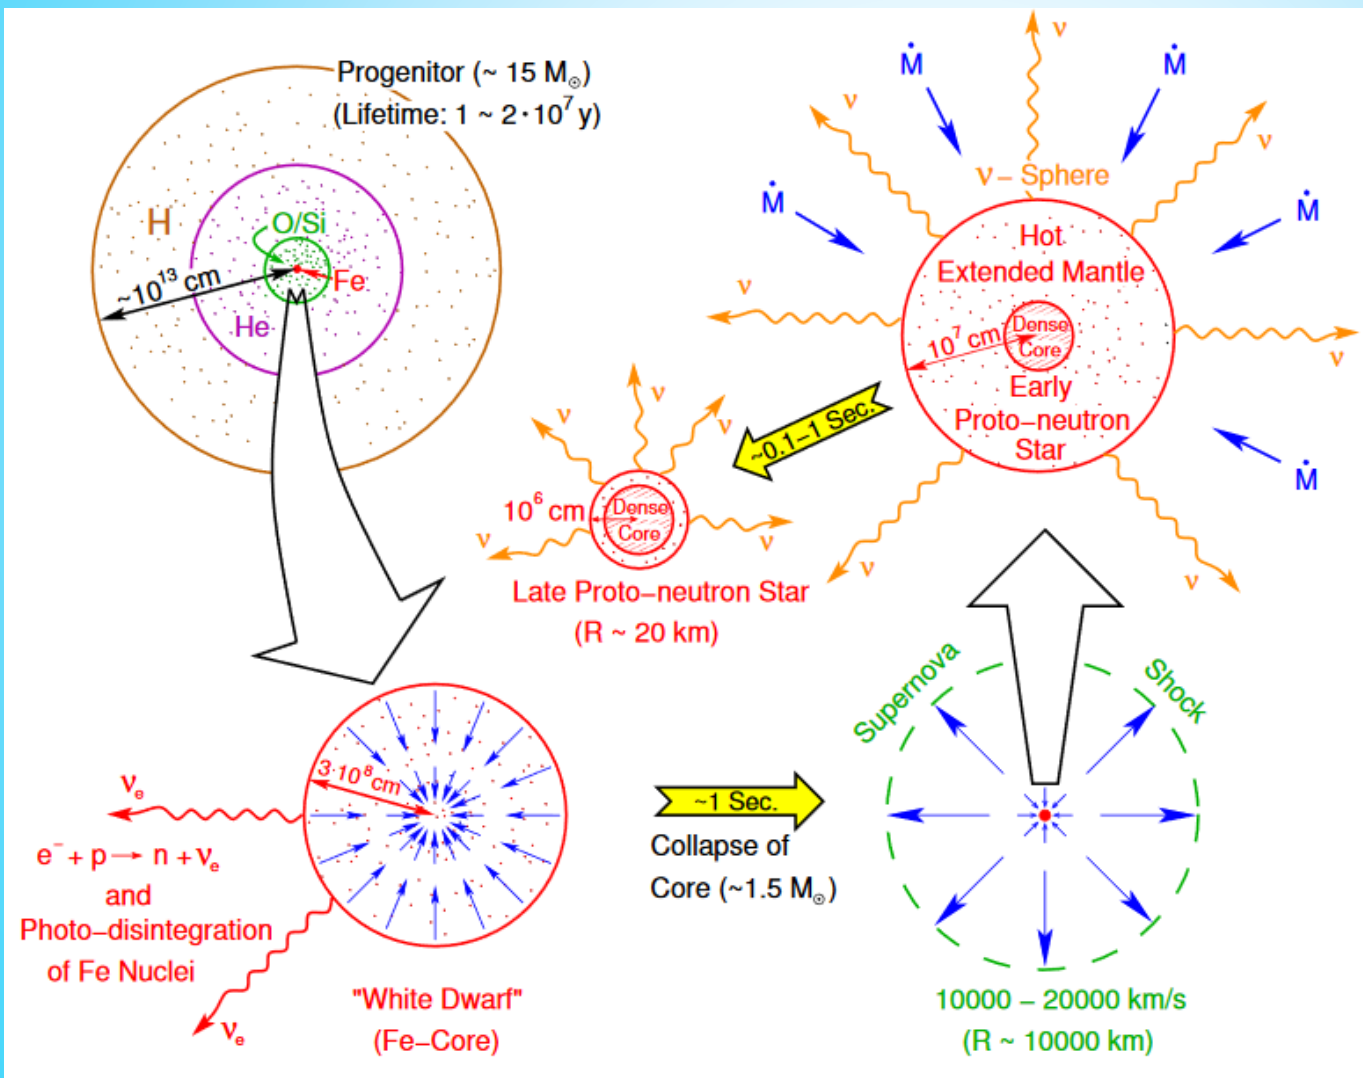 Progenitor (~ 15 M⊙)
(Lifetime: 1 ~ 2·10⁷ y)
H
O/Si
Fe
He
~10¹³ cm
ν
ν
ν
ν
ν
ν
ν
Ṁ
Ṁ
Ṁ
Ṁ
Ṁ
ν – Sphere
Hot
Extended Mantle
Dense
Core
10⁷ cm
Early
Proto–neutron
Star
~0.1–1 Sec.
ν
ν
ν
ν
ν
10⁶ cm
Dense
Core
Late Proto–neutron Star
(R ~ 20 km)
3·10⁸ cm
νₑ
e⁻ + p → n + νₑ
and
Photo–disintegration
of Fe Nuclei
νₑ
"White Dwarf"
(Fe–Core)
~1 Sec.
Collapse of
Core (~1.5 M⊙)
Supernova
Shock
10000 – 20000 km/s
(R ~ 10000 km)